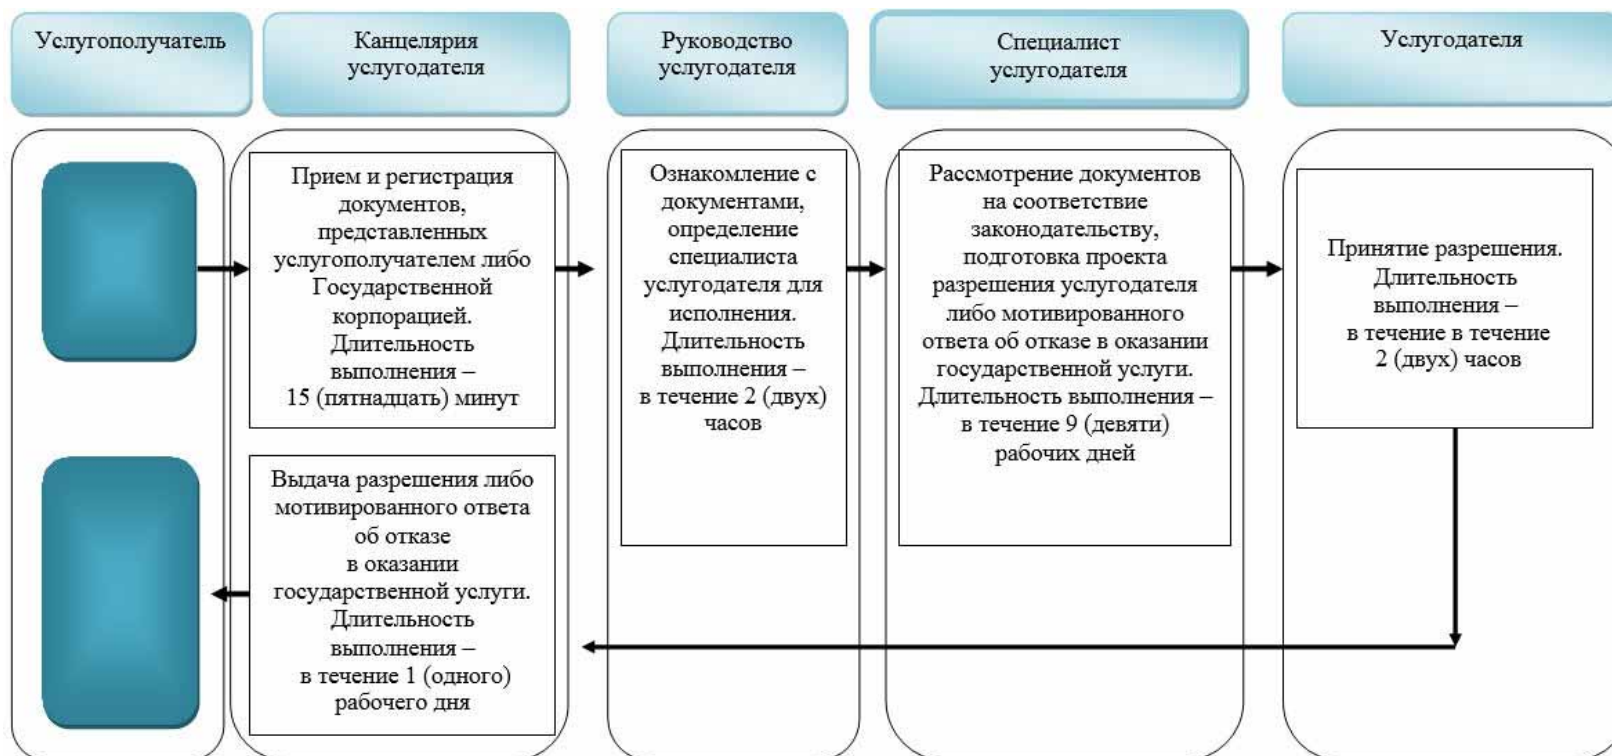 Услугополучатель
Канцелярия
услугодателя
Руководство
услугодателя
Специалист
услугодателя
Услугодателя
Прием и регистрация
документов,
представленных
услугополучателем либо
Государственной
корпорацией.
Длительность
выполнения –
15 (пятнадцать) минут
Ознакомление с
документами,
определение
специалиста
услугодателя для
исполнения.
Длительность
выполнения –
в течение 2 (двух)
часов
Рассмотрение документов
на соответствие
законодательству,
подготовка проекта
разрешения услугодателя
либо мотивированного
ответа об отказе в оказании
государственной услуги.
Длительность выполнения –
в течение 9 (девяти)
рабочих дней
Принятие разрешения.
Длительность
выполнения –
в течение в течение
2 (двух) часов
Выдача разрешения либо
мотивированного ответа
об отказе
в оказании
государственной услуги.
Длительность
выполнения –
в течение 1 (одного)
рабочего дня